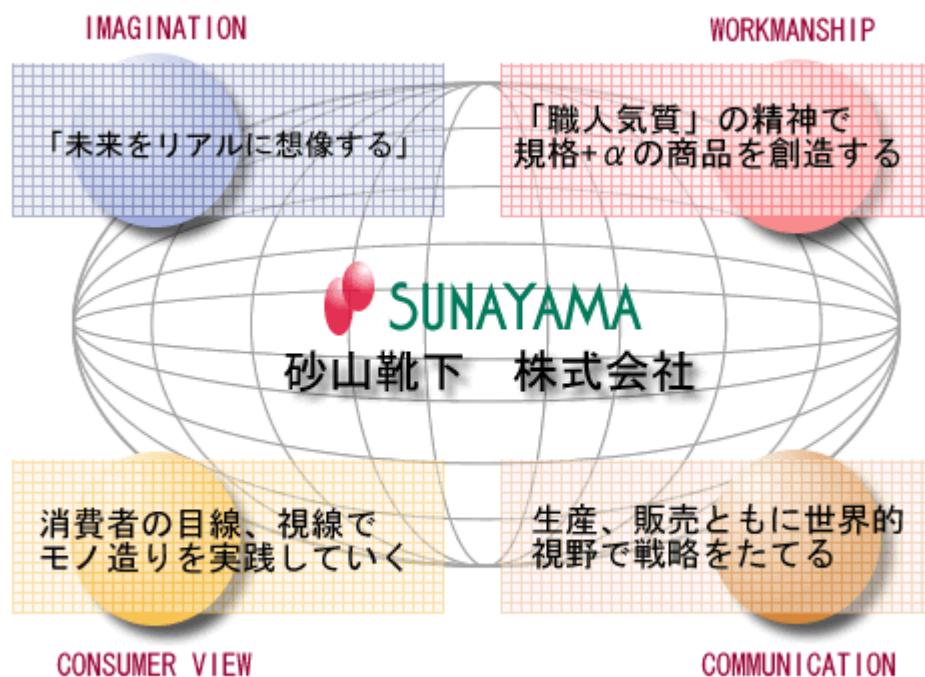 IMAGINATION
WORKMANSHIP
「未来をリアルに想像する」
「職人気質」の精神で
規格+αの商品を創造する
SUNAYAMA
砂山靴下　株式会社
消費者の目線、視線で
モノ造りを実践していく
生産、販売ともに世界的
視野で戦略をたてる
CONSUMER VIEW
COMMUNICATION